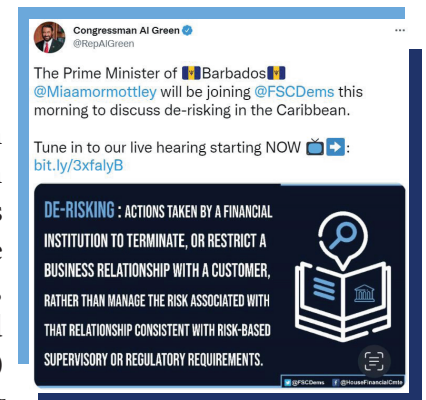 Congressman Al Green
@RepAlGreen
The Prime Minister of 🇧🇧Barbados🇧🇧
@Miaamormottley will be joining @FSCDems this
morning to discuss de-risking in the Caribbean.
Tune in to our live hearing starting NOW 📺➡️:
bit.ly/3xfalyB
DE-RISKING : ACTIONS TAKEN BY A FINANCIAL
INSTITUTION TO TERMINATE, OR RESTRICT A
BUSINESS RELATIONSHIP WITH A CUSTOMER,
RATHER THAN MANAGE THE RISK ASSOCIATED WITH
THAT RELATIONSHIP CONSISTENT WITH RISK-BASED
SUPERVISORY OR REGULATORY REQUIREMENTS.
@FSCDems @HouseFinancialCmte